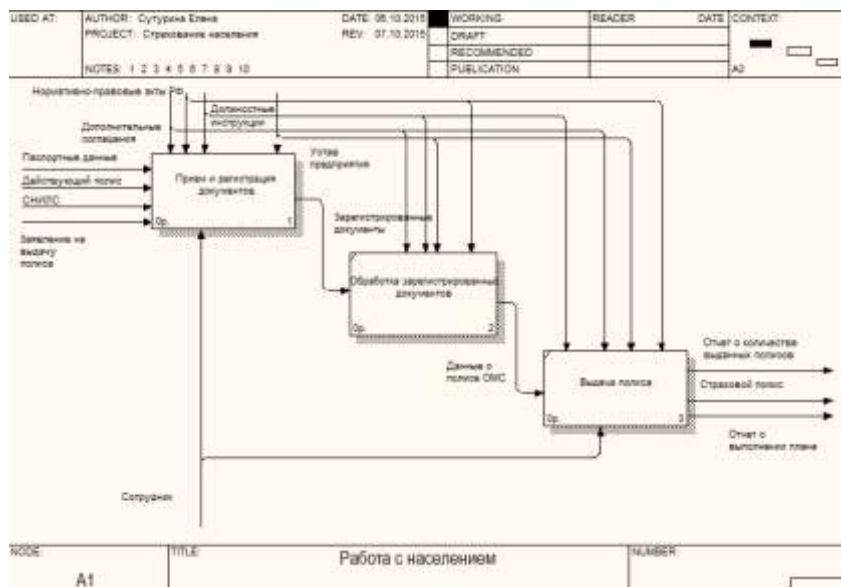 USED AT:
AUTHOR: Сутурина Елена
DATE: 06.10.2015
WORKING
READER
DATE
CONTEXT:
PROJECT: Страхование населения
REV: 07.10.2015
DRAFT
RECOMMENDED
NOTES: 1 2 3 4 5 6 7 8 9 10
PUBLICATION
A0
Нормативно-правовые акты РФ
Должностные
инструкции
Дополнительные
соглашения
Устав
предприятия
Паспортные данные
Действующий полис
СНИЛС
Заявление на
выдачу
полиса
Прием и регистрация
документов
0р.
1
Зарегистрированные
документы
Обработка зарегистрированных
документов
0р.
2
Данные о
полисе ОМС
Выдача полиса
0р.
3
Отчет о количестве
выданных полисов
Страховой полис
Отчет о
выполнении плана
Сотрудник
NODE:
TITLE:
Работа с населением
NUMBER:
A1